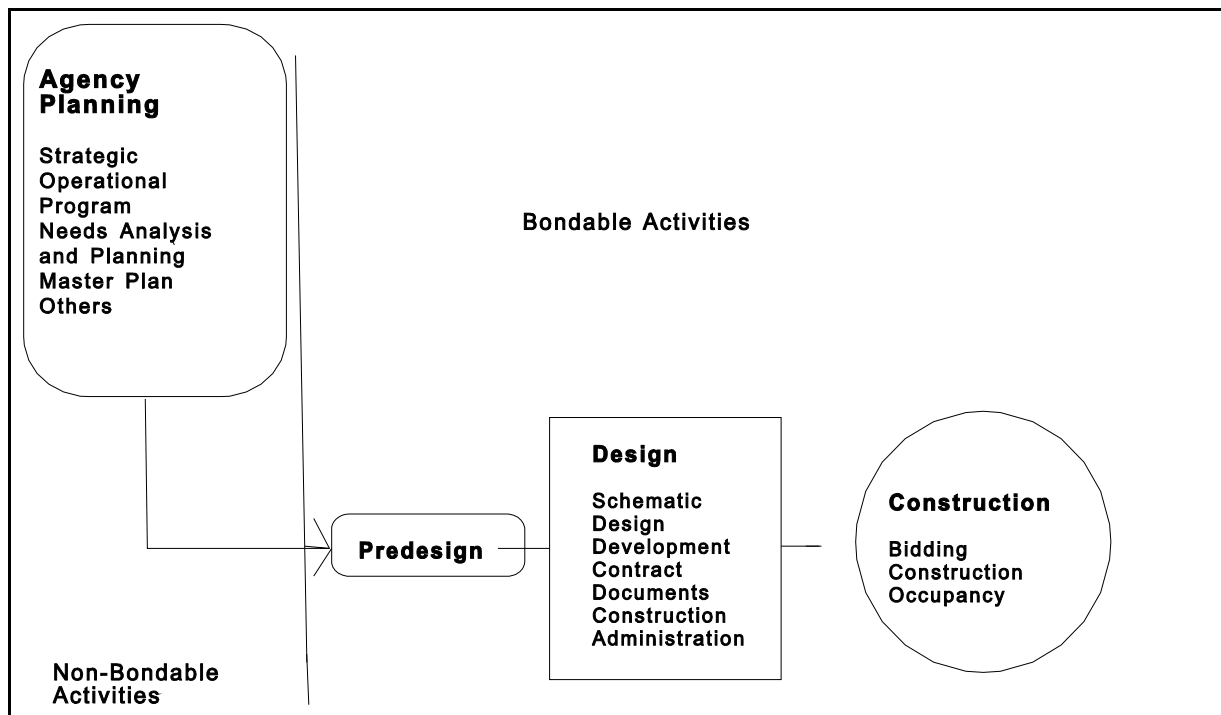 Agency
Planning
Strategic
Operational
Program
Needs Analysis
and Planning
Master Plan
Others
Bondable Activities
Predesign
Design
Schematic
Design
Development
Contract
Documents
Construction
Administration
Construction
Bidding
Construction
Occupancy
Non-Bondable
Activities